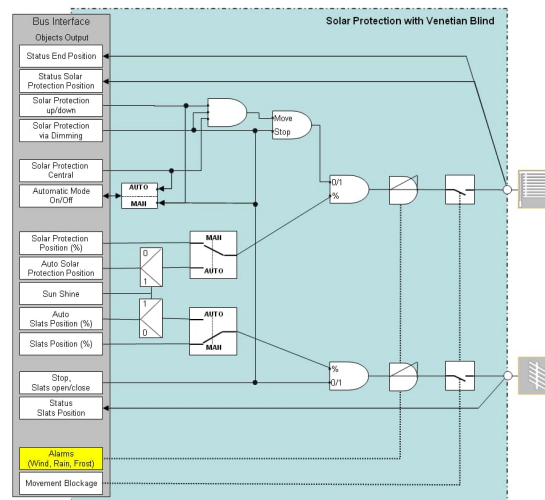 Bus Interface
Solar Protection with Venetian Blind
Objects Output
Status End Position
Status Solar
Protection Position
Solar Protection
up/down
Solar Protection
via Dimming
Move
Stop
Solar Protection
Central
Automatic Mode
On/Off
AUTO
MAN
0/1
%
Solar Protection
Position (%)
Auto Solar
Protection Position
0
1
MAN
AUTO
Sun Shine
Auto
Slats Position (%)
Slats Position (%)
1
0
AUTO
MAN
Stop,
Slats open/close
%
0/1
Status
Slats Position
Alarms
(Wind, Rain, Frost)
Movement Blockage